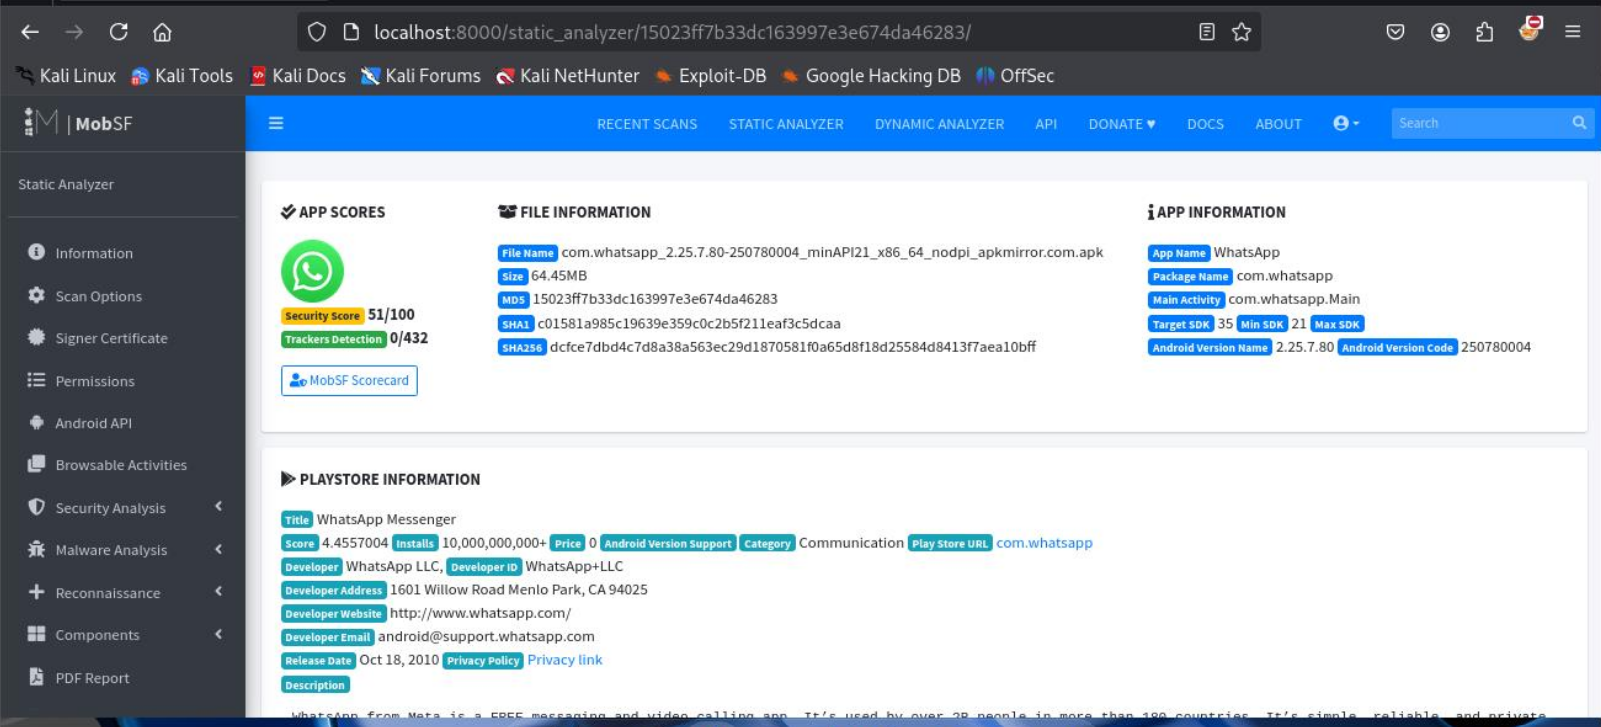 localhost:8000/static_analyzer/15023ff7b33dc163997e3e674da46283/
Kali Linux Kali Tools Kali Docs Kali Forums Kali NetHunter Exploit-DB Google Hacking DB OffSec
MobSF
RECENT SCANS STATIC ANALYZER DYNAMIC ANALYZER API DONATE ♥ DOCS ABOUT Search
Static Analyzer
Information
Scan Options
Signer Certificate
Permissions
Android API
Browsable Activities
Security Analysis
Malware Analysis
Reconnaissance
Components
PDF Report
APP SCORES
Security Score 51/100
Trackers Detection 0/432
MobSF Scorecard
FILE INFORMATION
File Name com.whatsapp_2.25.7.80-250780004_minAPI21_x86_64_nodpi_apkmirror.com.apk
Size 64.45MB
MD5 15023ff7b33dc163997e3e674da46283
SHA1 c01581a985c19639e359c0c2b5f211eaf3c5dcaa
SHA256 dcfce7dbd4c7d8a38a563ec29d1870581f0a65d8f18d25584d8413f7aea10bff
APP INFORMATION
App Name WhatsApp
Package Name com.whatsapp
Main Activity com.whatsapp.Main
Target SDK 35 Min SDK 21 Max SDK
Android Version Name 2.25.7.80 Android Version Code 250780004
PLAYSTORE INFORMATION
Title WhatsApp Messenger
Score 4.4557004 Installs 10,000,000,000+ Price 0 Android Version Support Category Communication Play Store URL com.whatsapp
Developer WhatsApp LLC, Developer ID WhatsApp+LLC
Developer Address 1601 Willow Road Menlo Park, CA 94025
Developer Website http://www.whatsapp.com/
Developer Email android@support.whatsapp.com
Release Date Oct 18, 2010 Privacy Policy Privacy link
Description
WhatsApp from Meta is a FREE messaging and video calling app. It's used by over 2B people in more than 180 countries. It's simple, reliable, and private